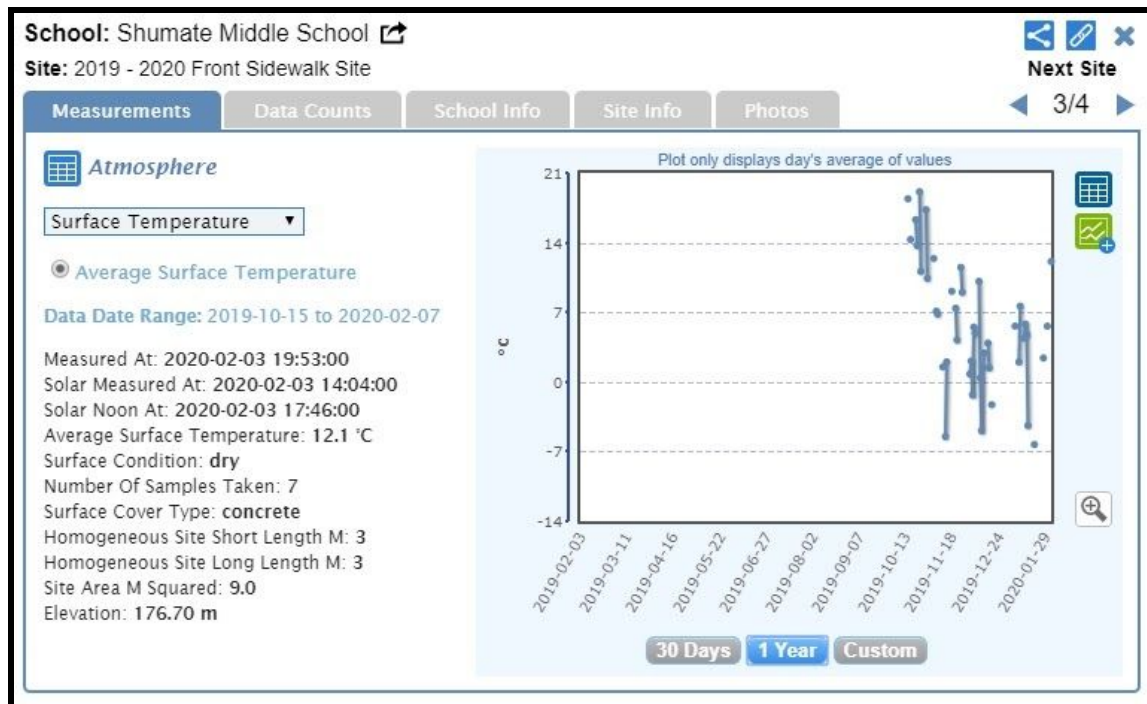 School: Shumate Middle School
Site: 2019 - 2020 Front Sidewalk Site
Next Site
3/4
Measurements
Data Counts
School Info
Site Info
Photos
Atmosphere
Surface Temperature
Average Surface Temperature
Data Date Range: 2019-10-15 to 2020-02-07
Measured At: 2020-02-03 19:53:00
Solar Measured At: 2020-02-03 14:04:00
Solar Noon At: 2020-02-03 17:46:00
Average Surface Temperature: 12.1 °C
Surface Condition: dry
Number Of Samples Taken: 7
Surface Cover Type: concrete
Homogeneous Site Short Length M: 3
Homogeneous Site Long Length M: 3
Site Area M Squared: 9.0
Elevation: 176.70 m
Plot only displays day's average of values
21
14
7
0
-7
-14
°C
2019-02-03
2019-03-11
2019-04-16
2019-05-22
2019-06-27
2019-08-02
2019-09-07
2019-10-13
2019-11-18
2019-12-24
2020-01-29
30 Days
1 Year
Custom